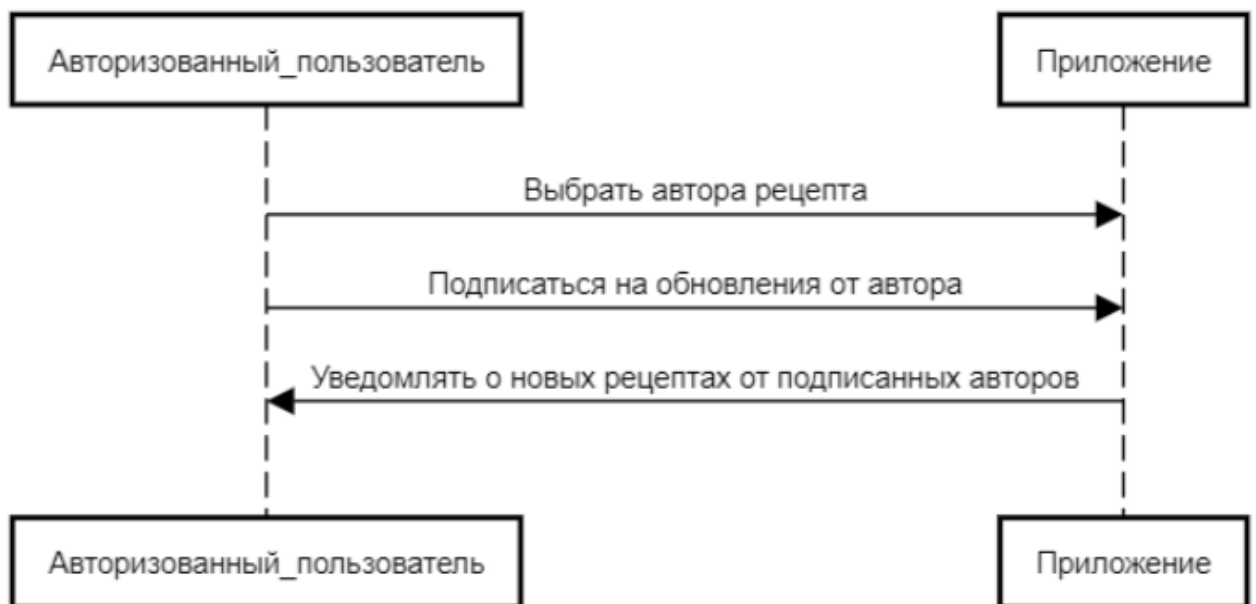 Авторизованный_пользователь
Приложение
Выбрать автора рецепта
Подписаться на обновления от автора
Уведомлять о новых рецептах от подписанных авторов
Авторизованный_пользователь
Приложение